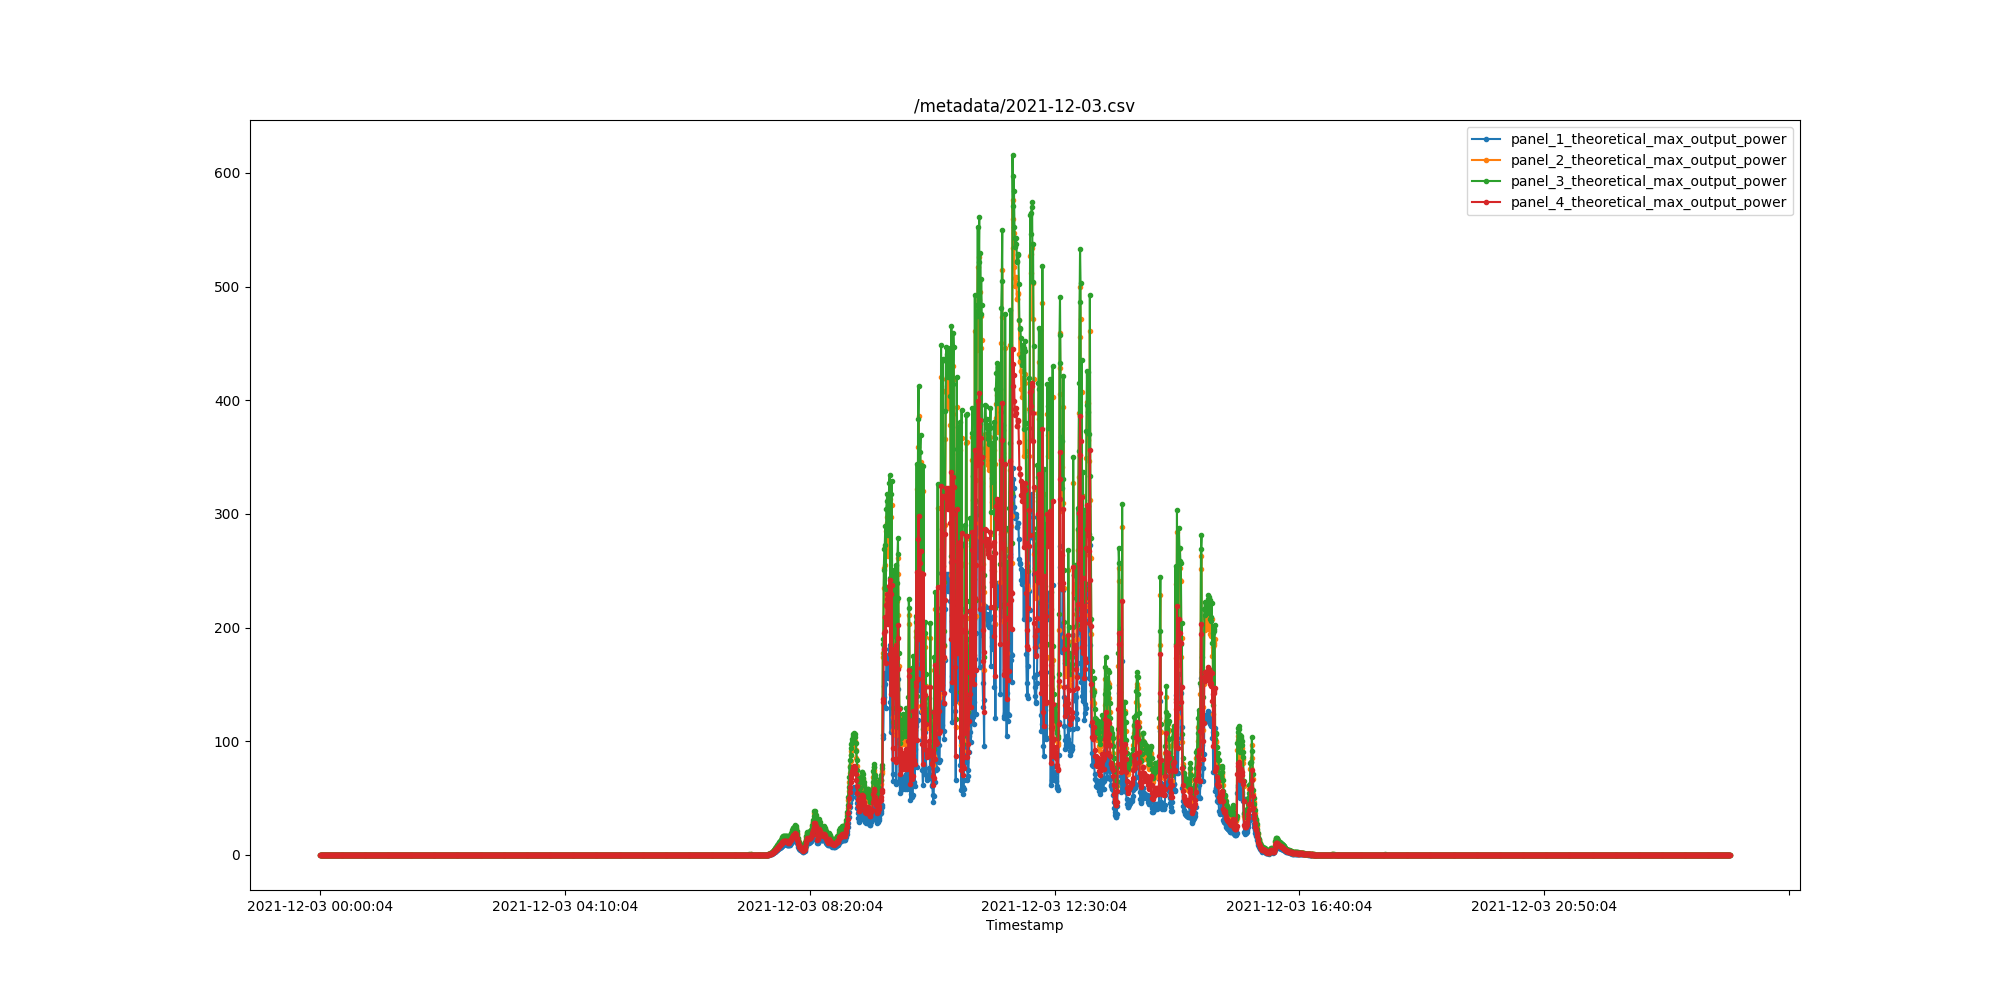 /metadata/2021-12-03.csv
panel_1_theoretical_max_output_power
panel_2_theoretical_max_output_power
panel_3_theoretical_max_output_power
panel_4_theoretical_max_output_power
600
500
400
300
200
100
0
2021-12-03 00:00:04
2021-12-03 04:10:04
2021-12-03 08:20:04
2021-12-03 12:30:04
2021-12-03 16:40:04
2021-12-03 20:50:04
Timestamp